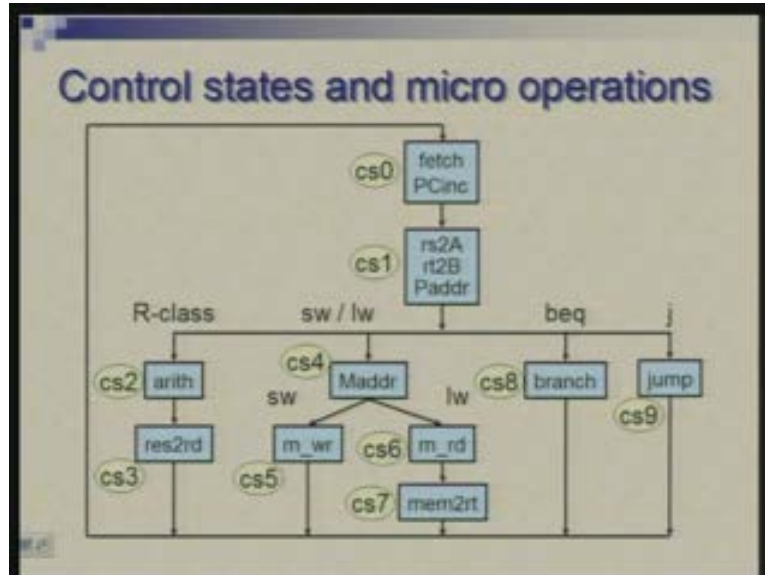 Control states and micro operations
cs0
fetch
PCinc
cs1
rs2A
rt2B
Paddr
R-class
sw / lw
beq
j
cs2
arith
cs4
Maddr
cs8
branch
jump
cs9
sw
lw
res2rd
cs3
m_wr
cs5
cs6
m_rd
cs7
mem2rt